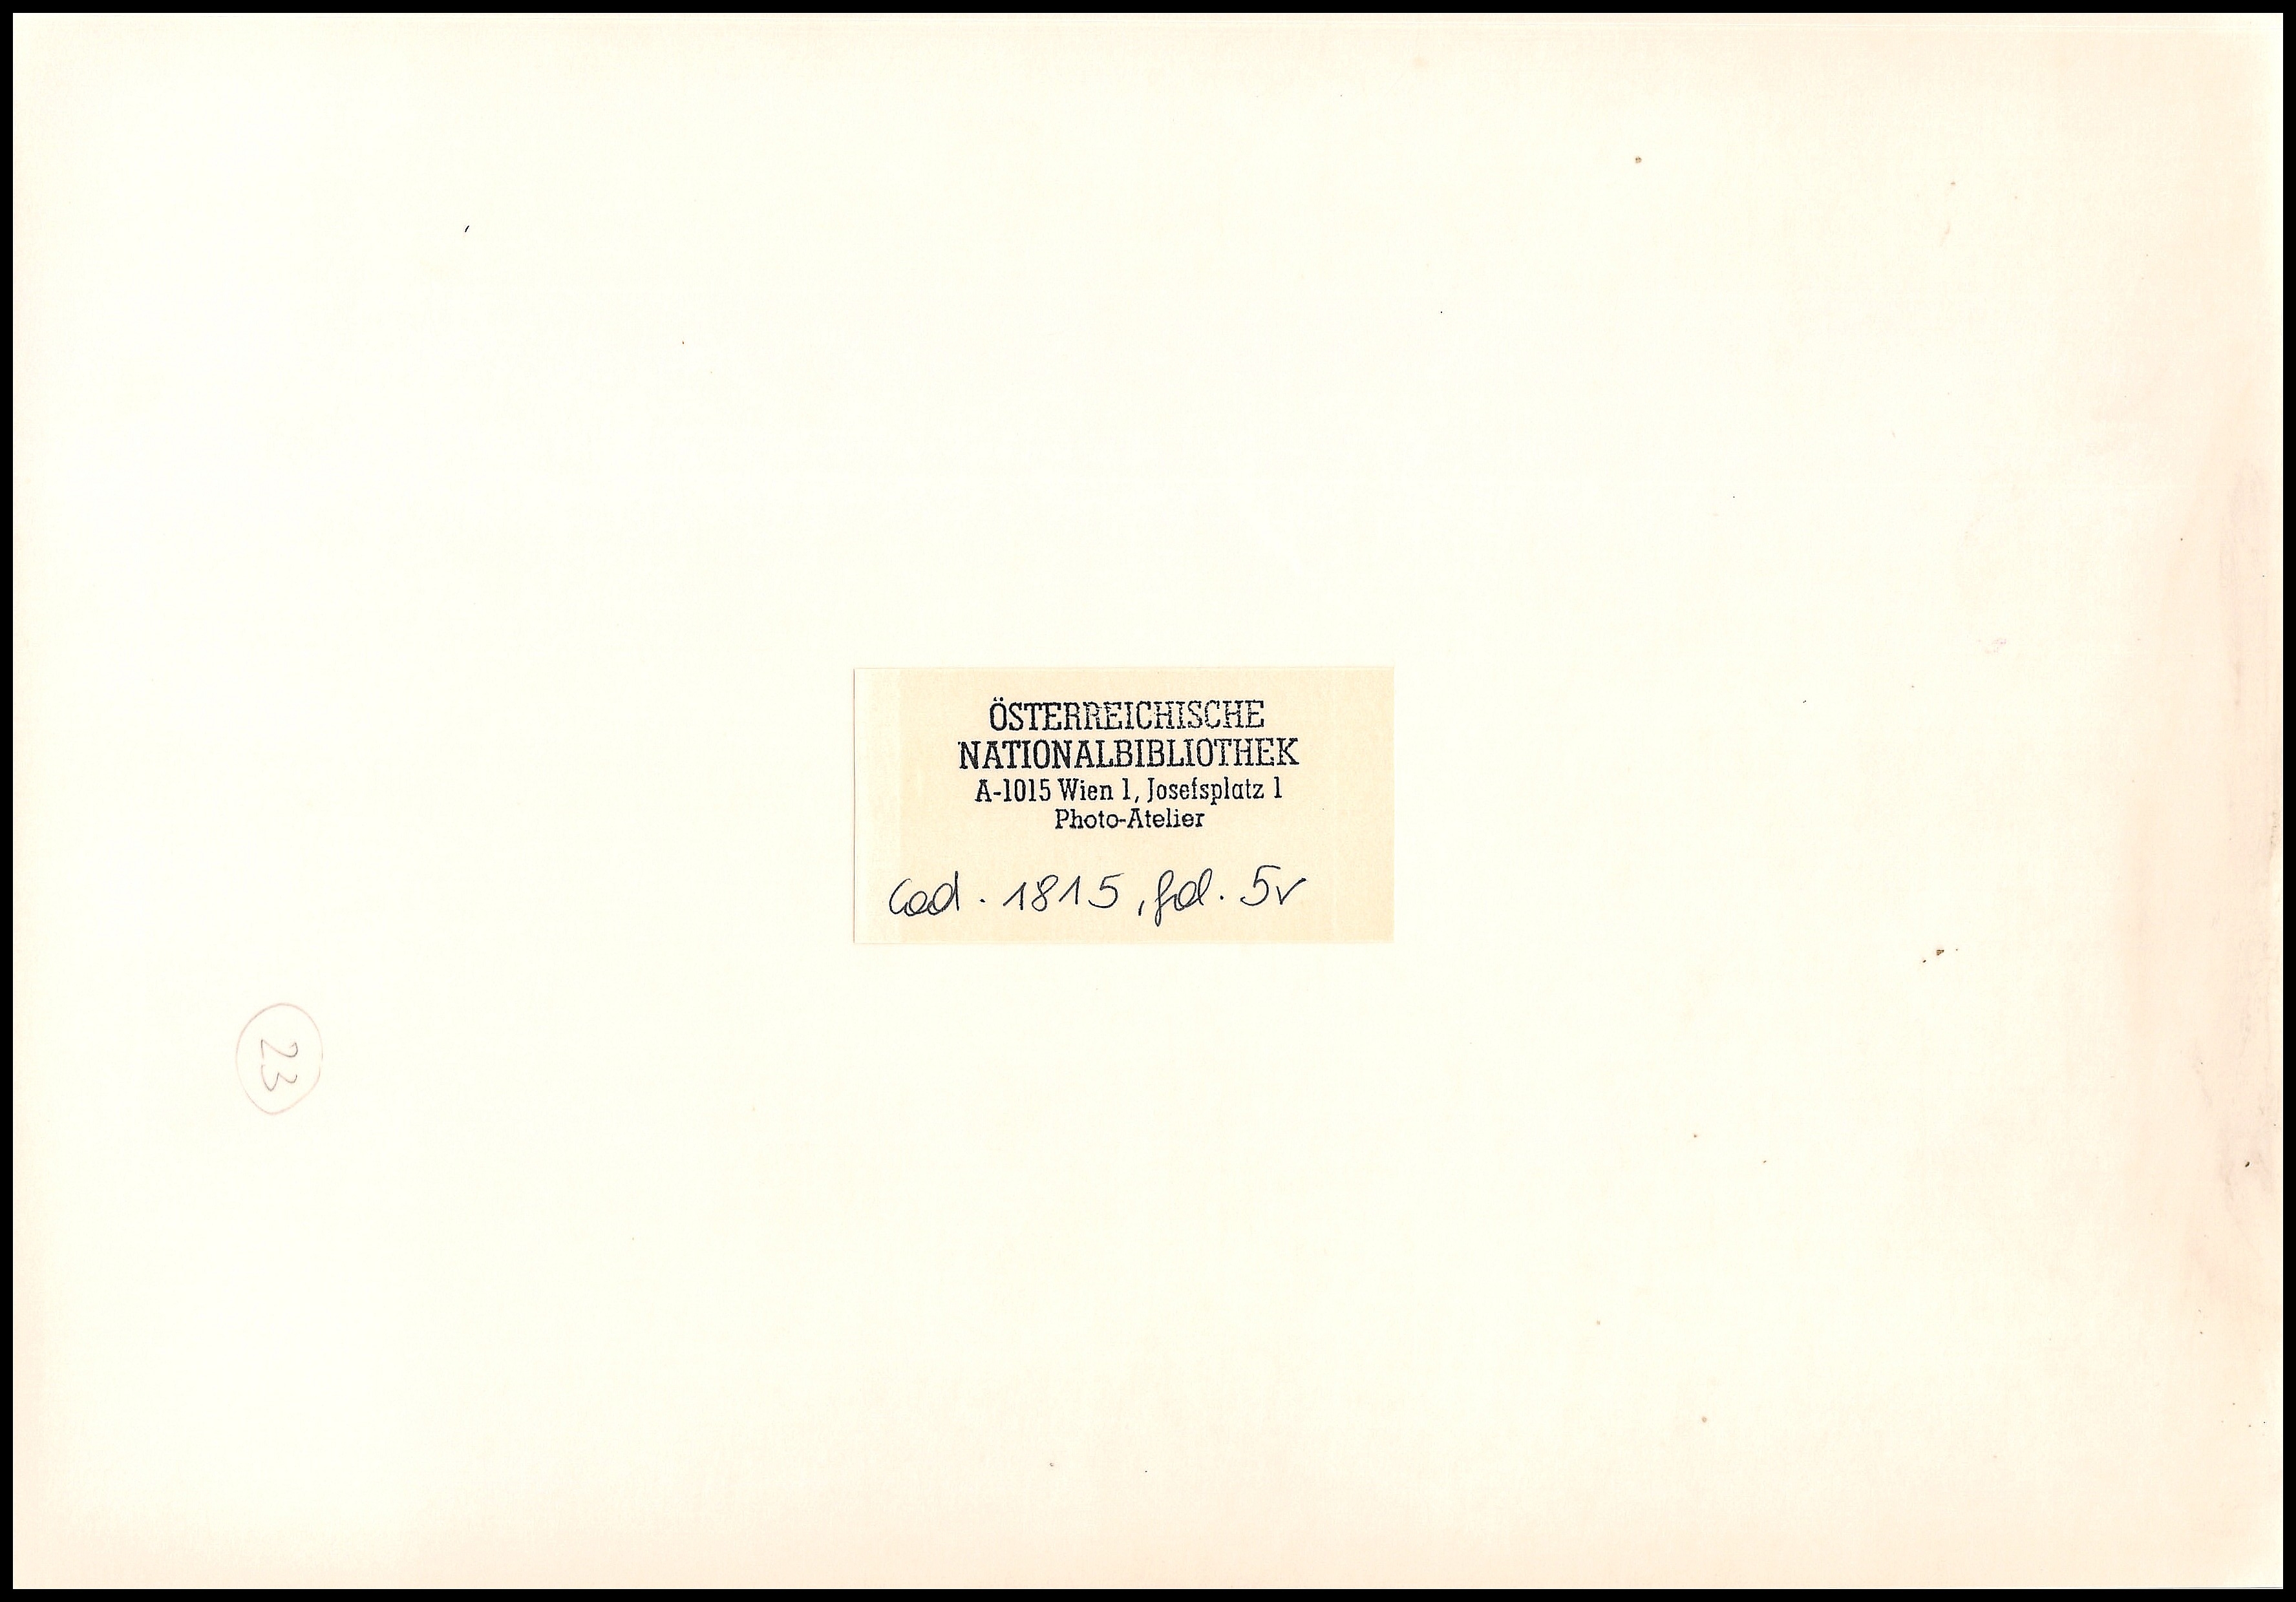 ÖSTERREICHISCHE
NATIONALBIBLIOTHEK
A-1015 Wien 1, Josefsplatz 1
Photo-Atelier
Cod. 1815, fol. 5v
23